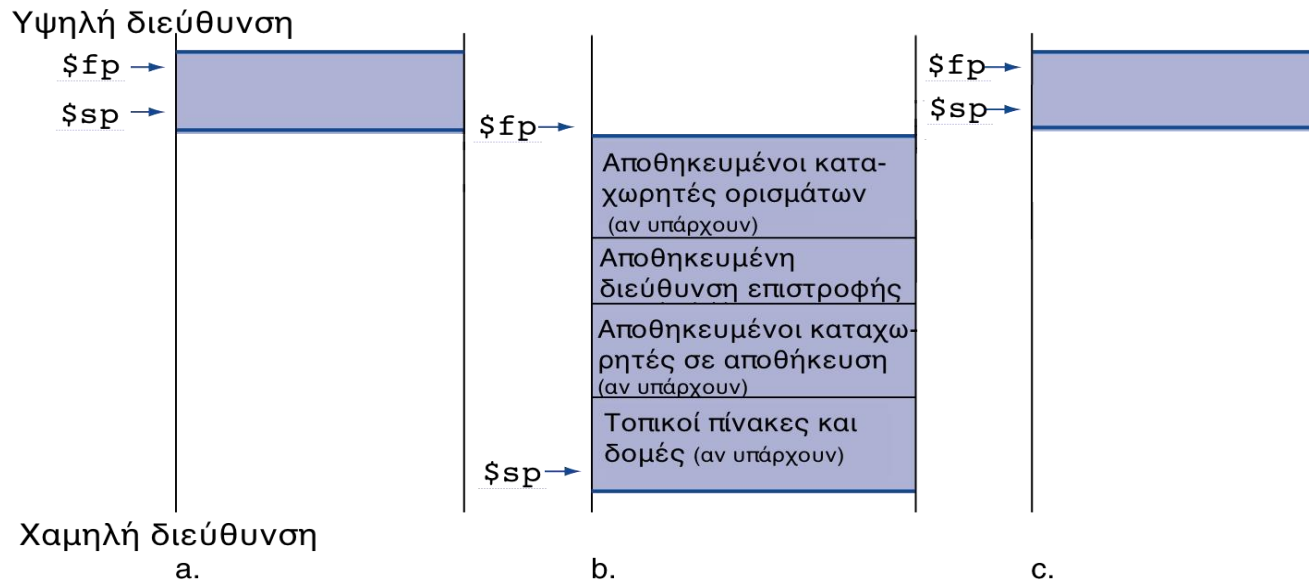 Υψηλή διεύθυνση
$fp
$sp
$fp
Αποθηκευμένοι κατα-
χωρητές ορισμάτων
(αν υπάρχουν)
Αποθηκευμένη
διεύθυνση επιστροφής
Αποθηκευμένοι καταχω-
ρητές σε αποθήκευση
(αν υπάρχουν)
Τοπικοί πίνακες και
δομές (αν υπάρχουν)
$sp
$fp
$sp
Χαμηλή διεύθυνση
a.
b.
c.